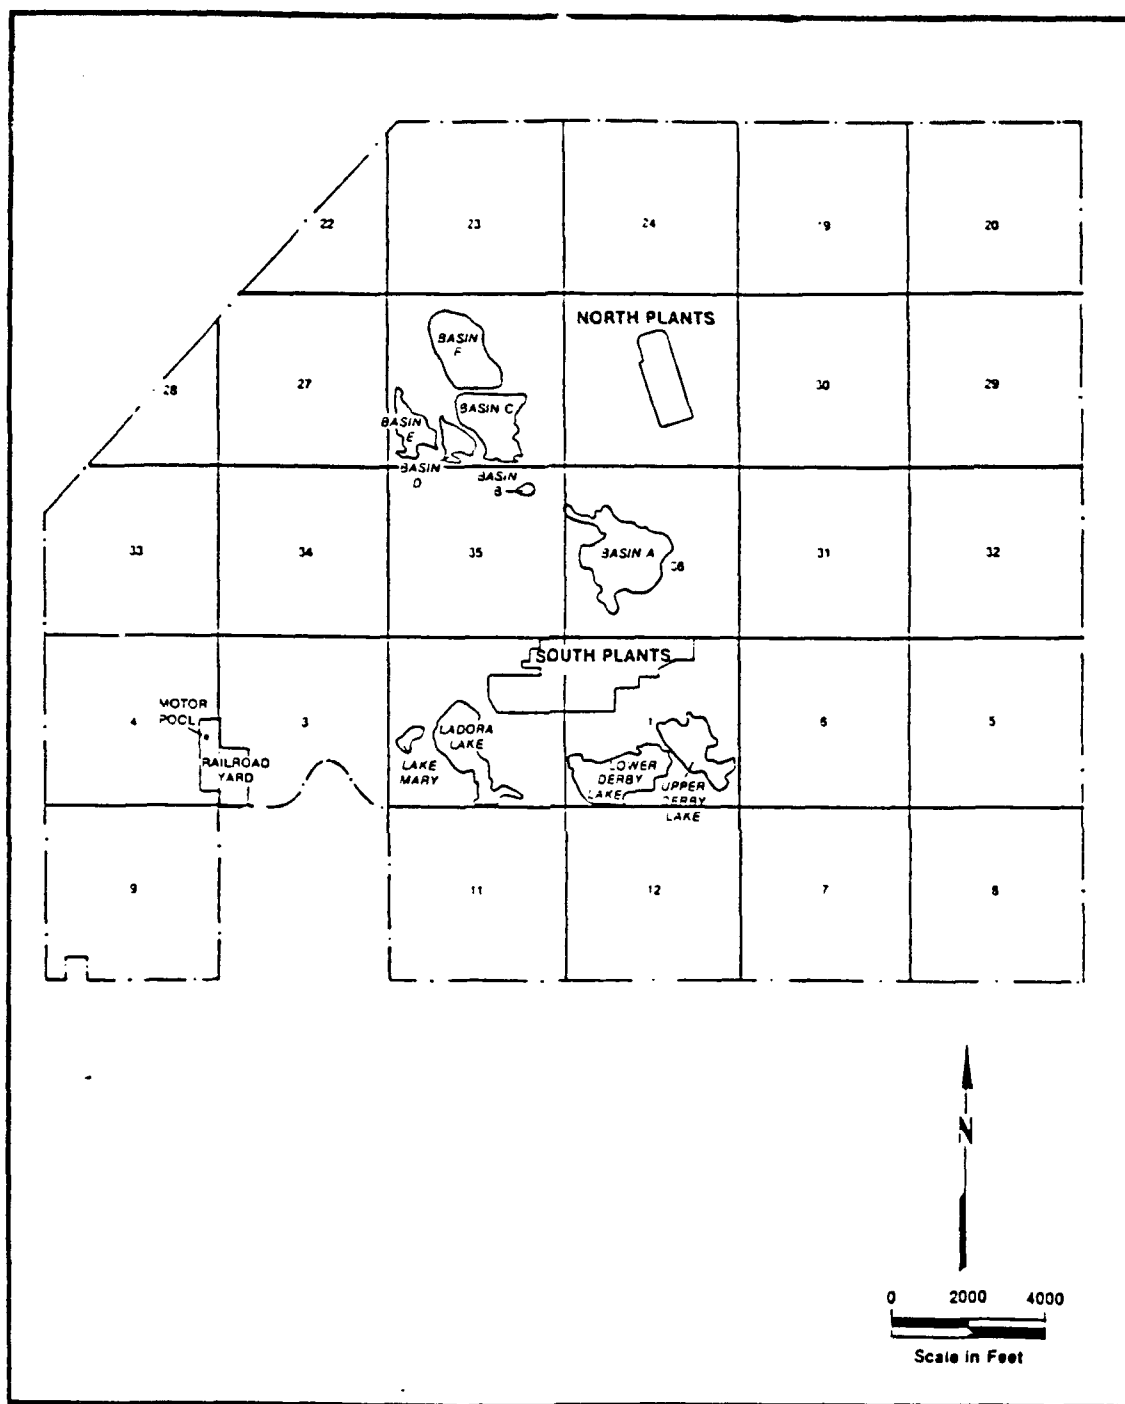 22
23
24
19
20
NORTH PLANTS
BASIN
F
28
27
30
29
BASIN C
BASIN
E
BASIN
D
BASIN
B
33
34
35
BASIN A
36
31
32
SOUTH PLANTS
MOTOR
POOL
4
3
LADORA
LAKE
1
6
5
RAILROAD
YARD
LAKE
MARY
LOWER
DERBY
LAKE
UPPER
DERBY
LAKE
9
11
12
7
8
N
0 2000 4000
Scale in Feet